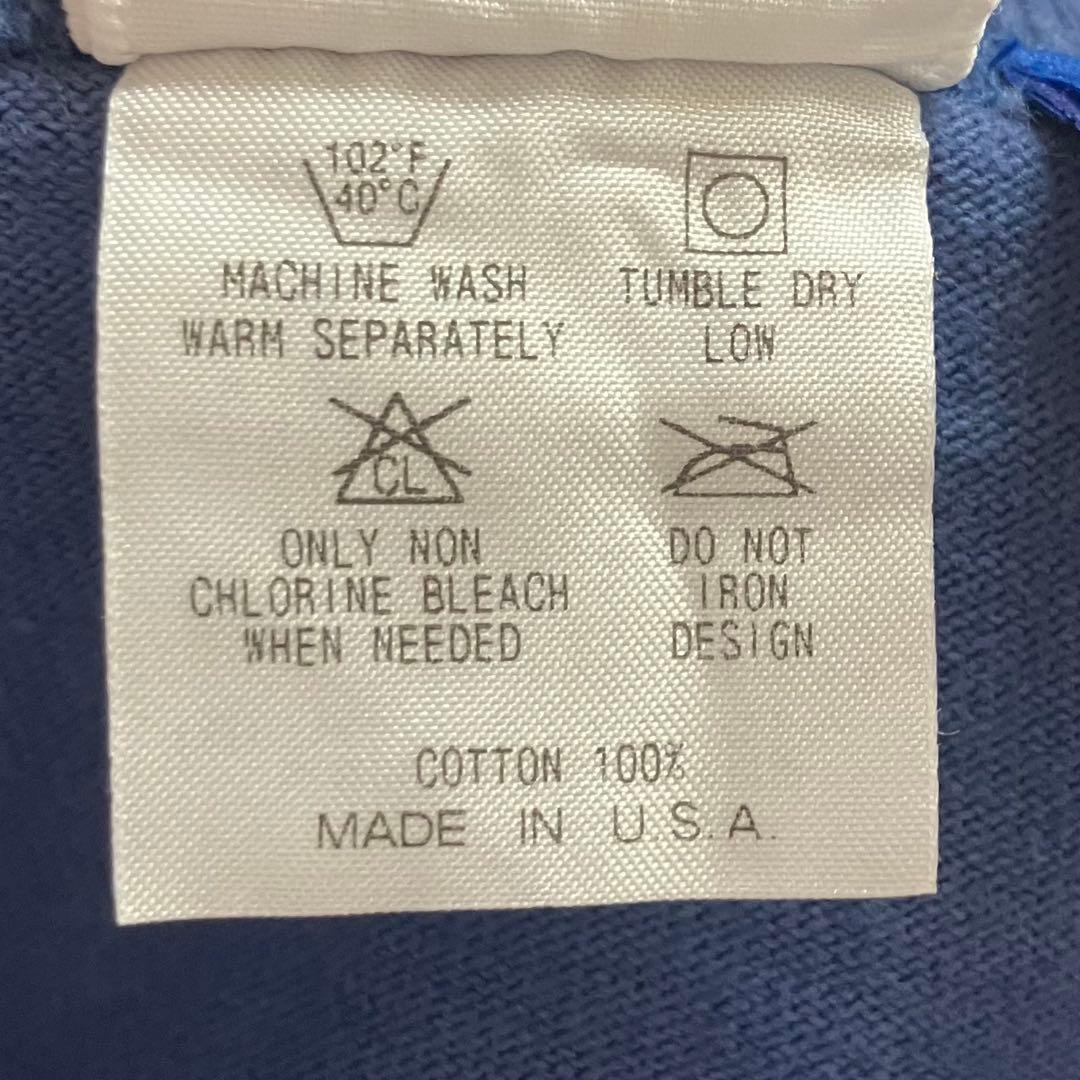 102°F
40°C
MACHINE WASH
WARM SEPARATELY
TUMBLE DRY
LOW
CL
ONLY NON
CHLORINE BLEACH
WHEN NEEDED
DO NOT
IRON
DESIGN
COTTON 100%
MADE IN U S.A.